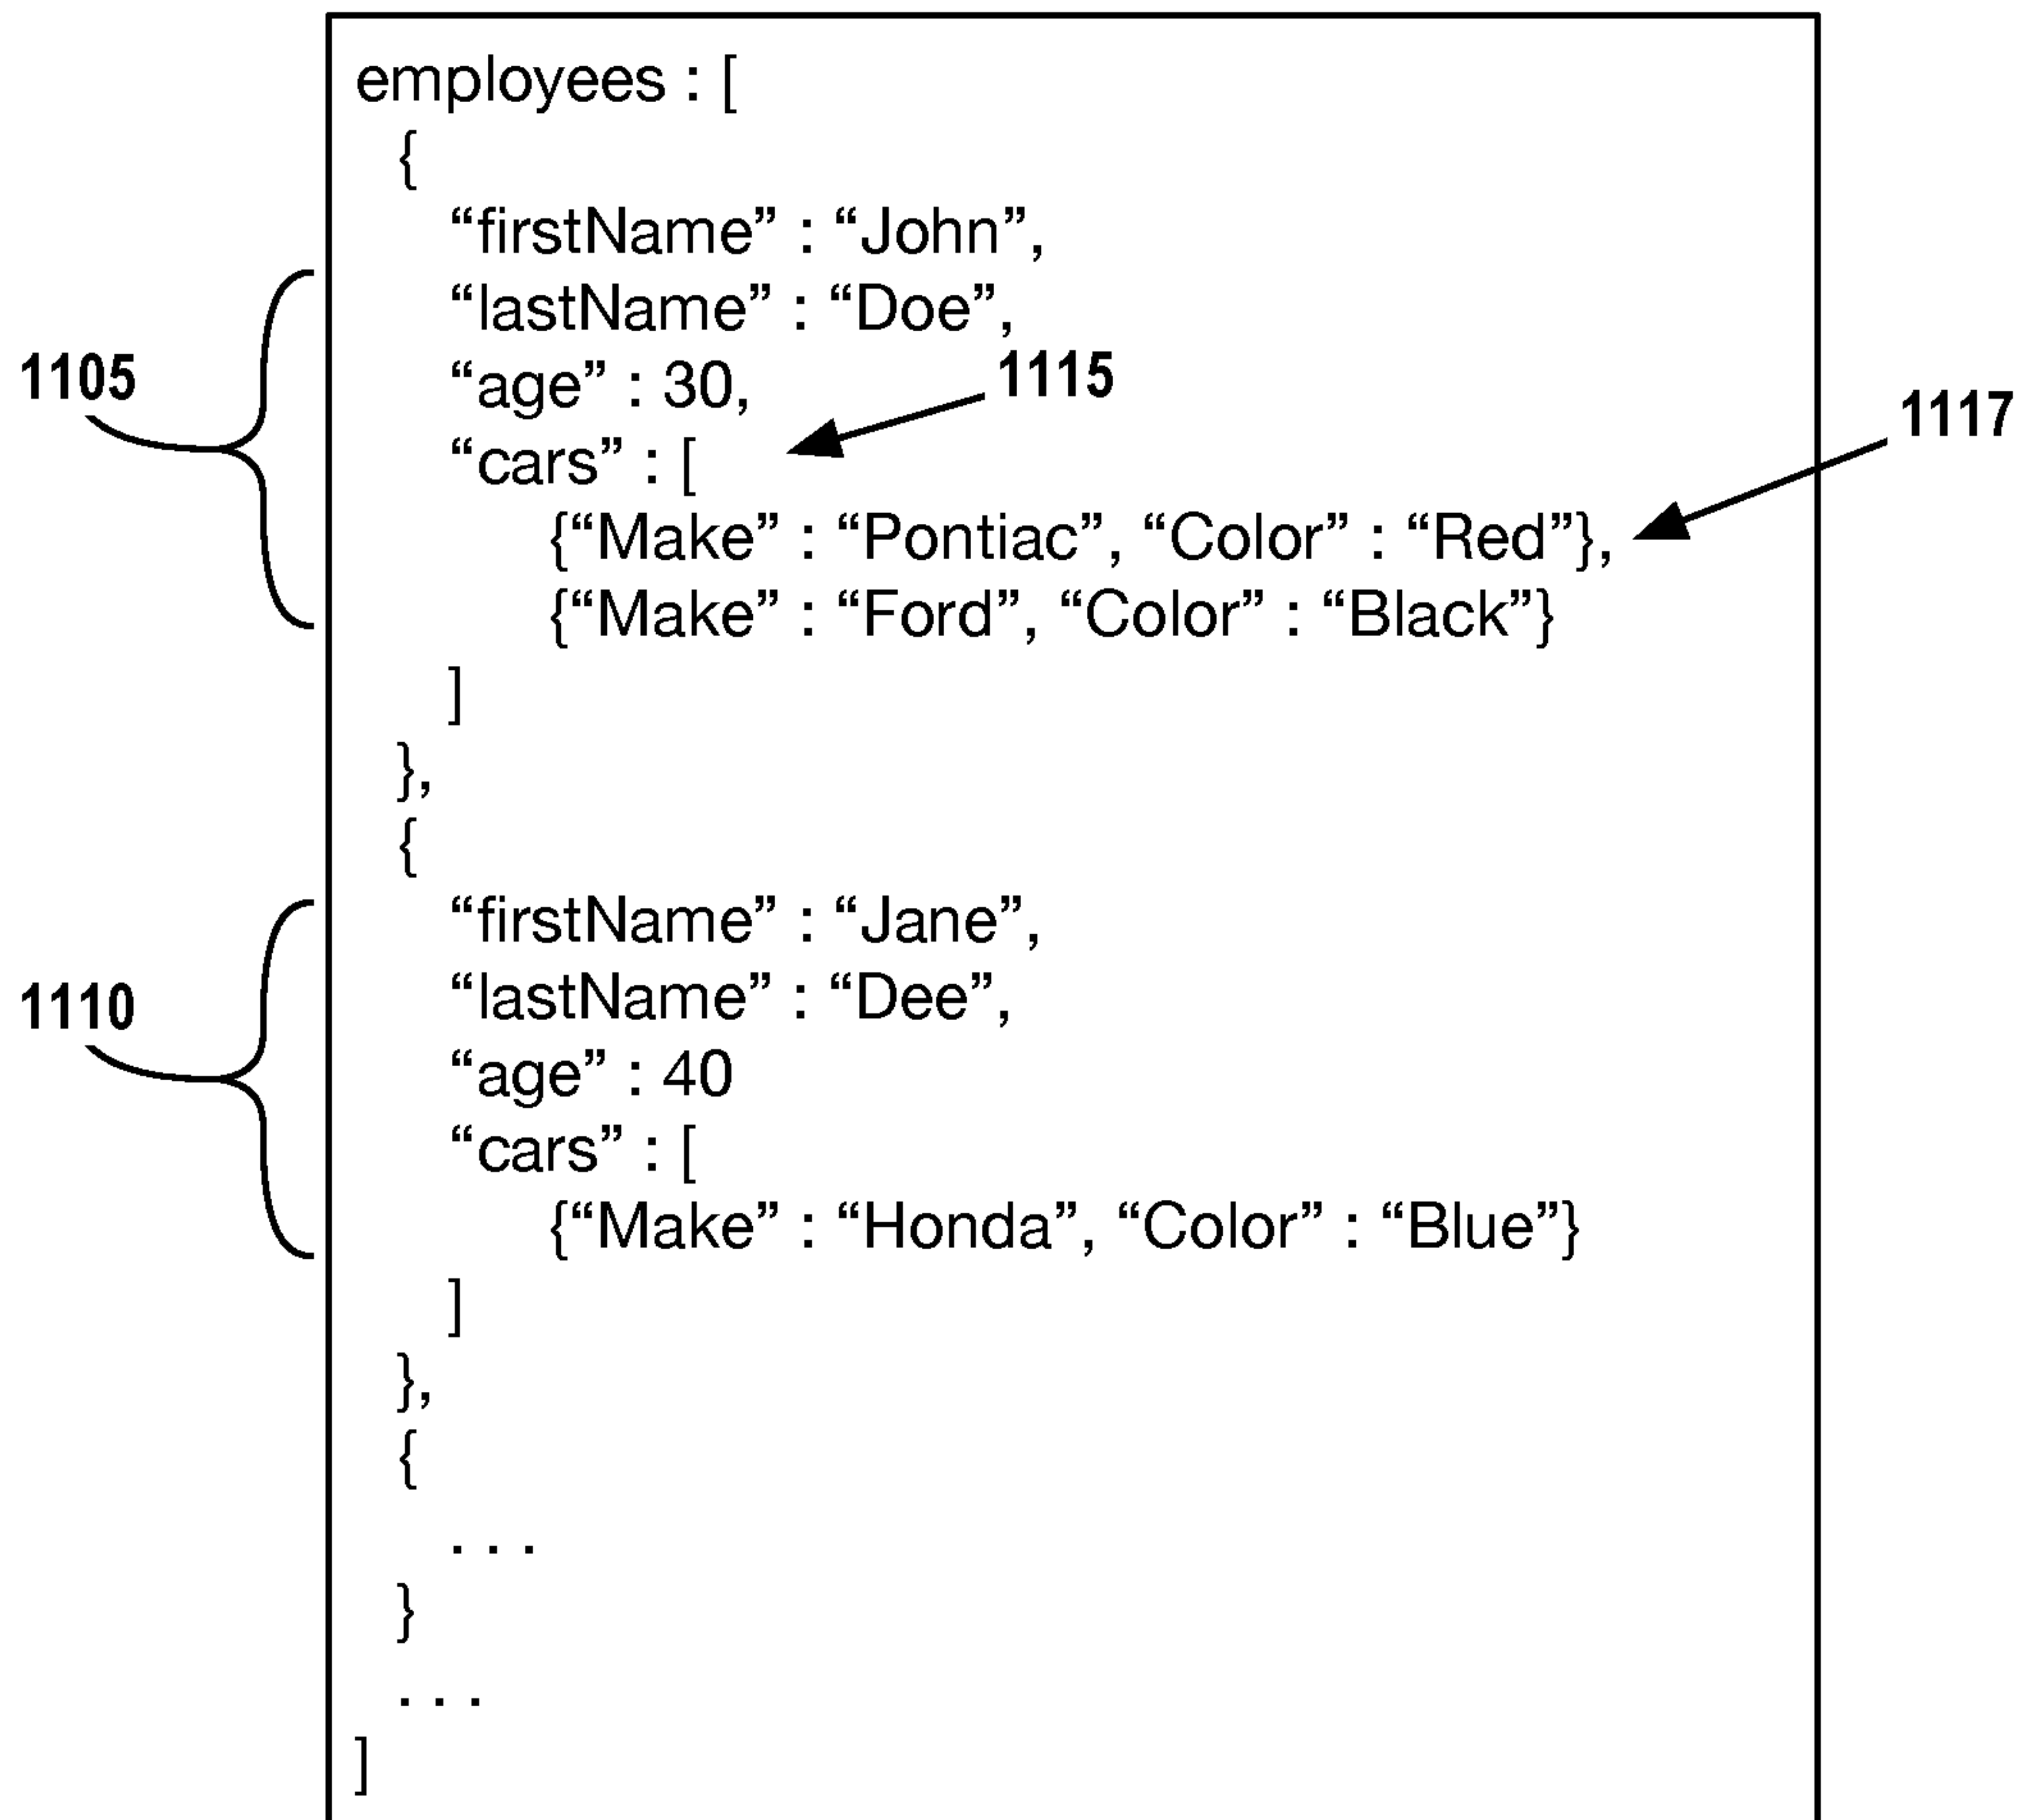 employees : [
{
“firstName” : “John”,
“lastName” : “Doe”,
1105
“age” : 30,
1115
1117
“cars” : [
{“Make” : “Pontiac”, “Color” : “Red”},
{“Make” : “Ford”, “Color” : “Black”}
]
},
{
“firstName” : “Jane”,
“lastName” : “Dee”,
1110
“age” : 40
“cars” : [
{“Make” : “Honda”, “Color” : “Blue”}
]
},
{
. . .
}
. . .
]